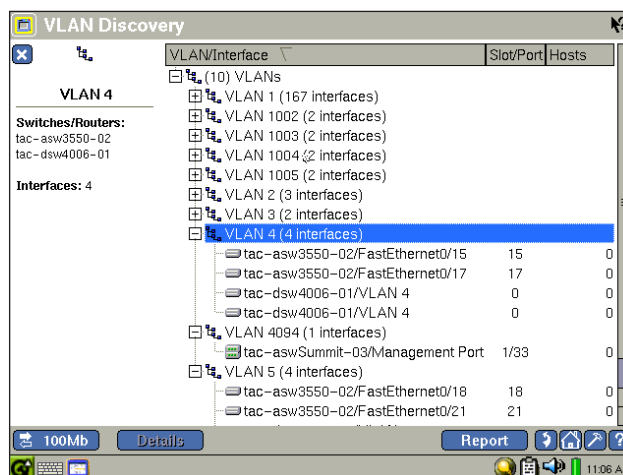 VLAN Discovery
VLAN 4
Switches/Routers:
tac-asw3550-02
tac-dsw4006-01
Interfaces: 4
VLAN/Interface Slot/Port Hosts
(10) VLANs
VLAN 1 (167 interfaces)
VLAN 1002 (2 interfaces)
VLAN 1003 (2 interfaces)
VLAN 1004 (2 interfaces)
VLAN 1005 (2 interfaces)
VLAN 2 (3 interfaces)
VLAN 3 (2 interfaces)
VLAN 4 (4 interfaces)
tac-asw3550-02/FastEthernet0/15 15 0
tac-asw3550-02/FastEthernet0/17 17 0
tac-dsw4006-01/VLAN 4 0 0
tac-dsw4006-01/VLAN 4 0 0
VLAN 4094 (1 interfaces)
tac-aswSummit-03/Management Port 1/33 0
VLAN 5 (4 interfaces)
tac-asw3550-02/FastEthernet0/18 18 0
tac-asw3550-02/FastEthernet0/21 21 0
100Mb Details Report ?
11:06 A